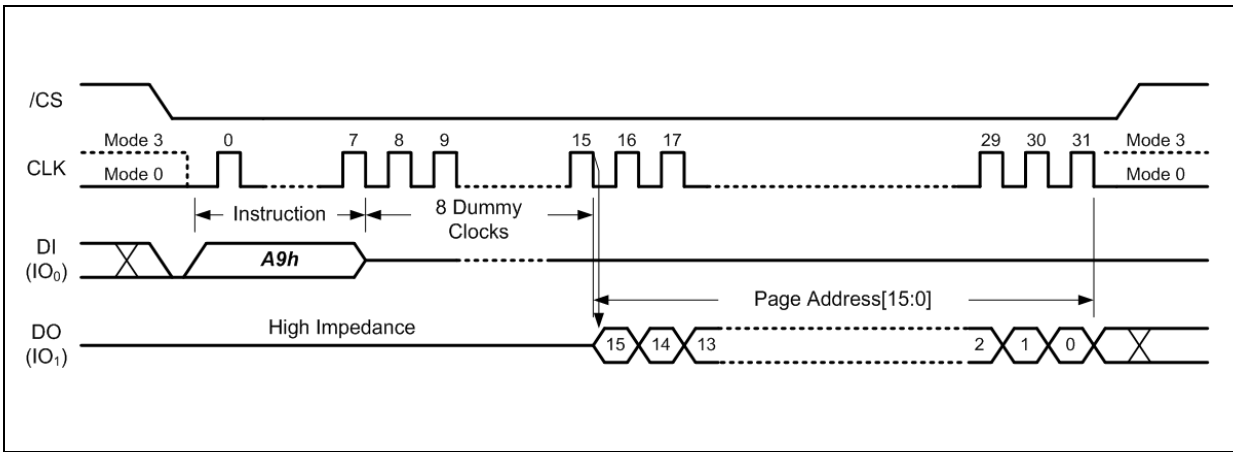 /CS
Mode 3 0 7 8 9 15 16 17 29 30 31 Mode 3
CLK
Mode 0 Mode 0
Instruction 8 Dummy
Clocks
DI
(IO₀)
A9h
Page Address[15:0]
High Impedance
DO
(IO₁)
15 14 13 2 1 0